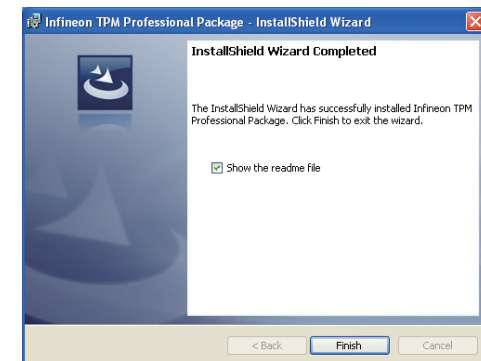 Infineon TPM Professional Package - InstallShield Wizard
InstallShield Wizard Completed
The InstallShield Wizard has successfully installed Infineon TPM
Professional Package. Click Finish to exit the wizard.
Show the readme file
< Back Finish Cancel